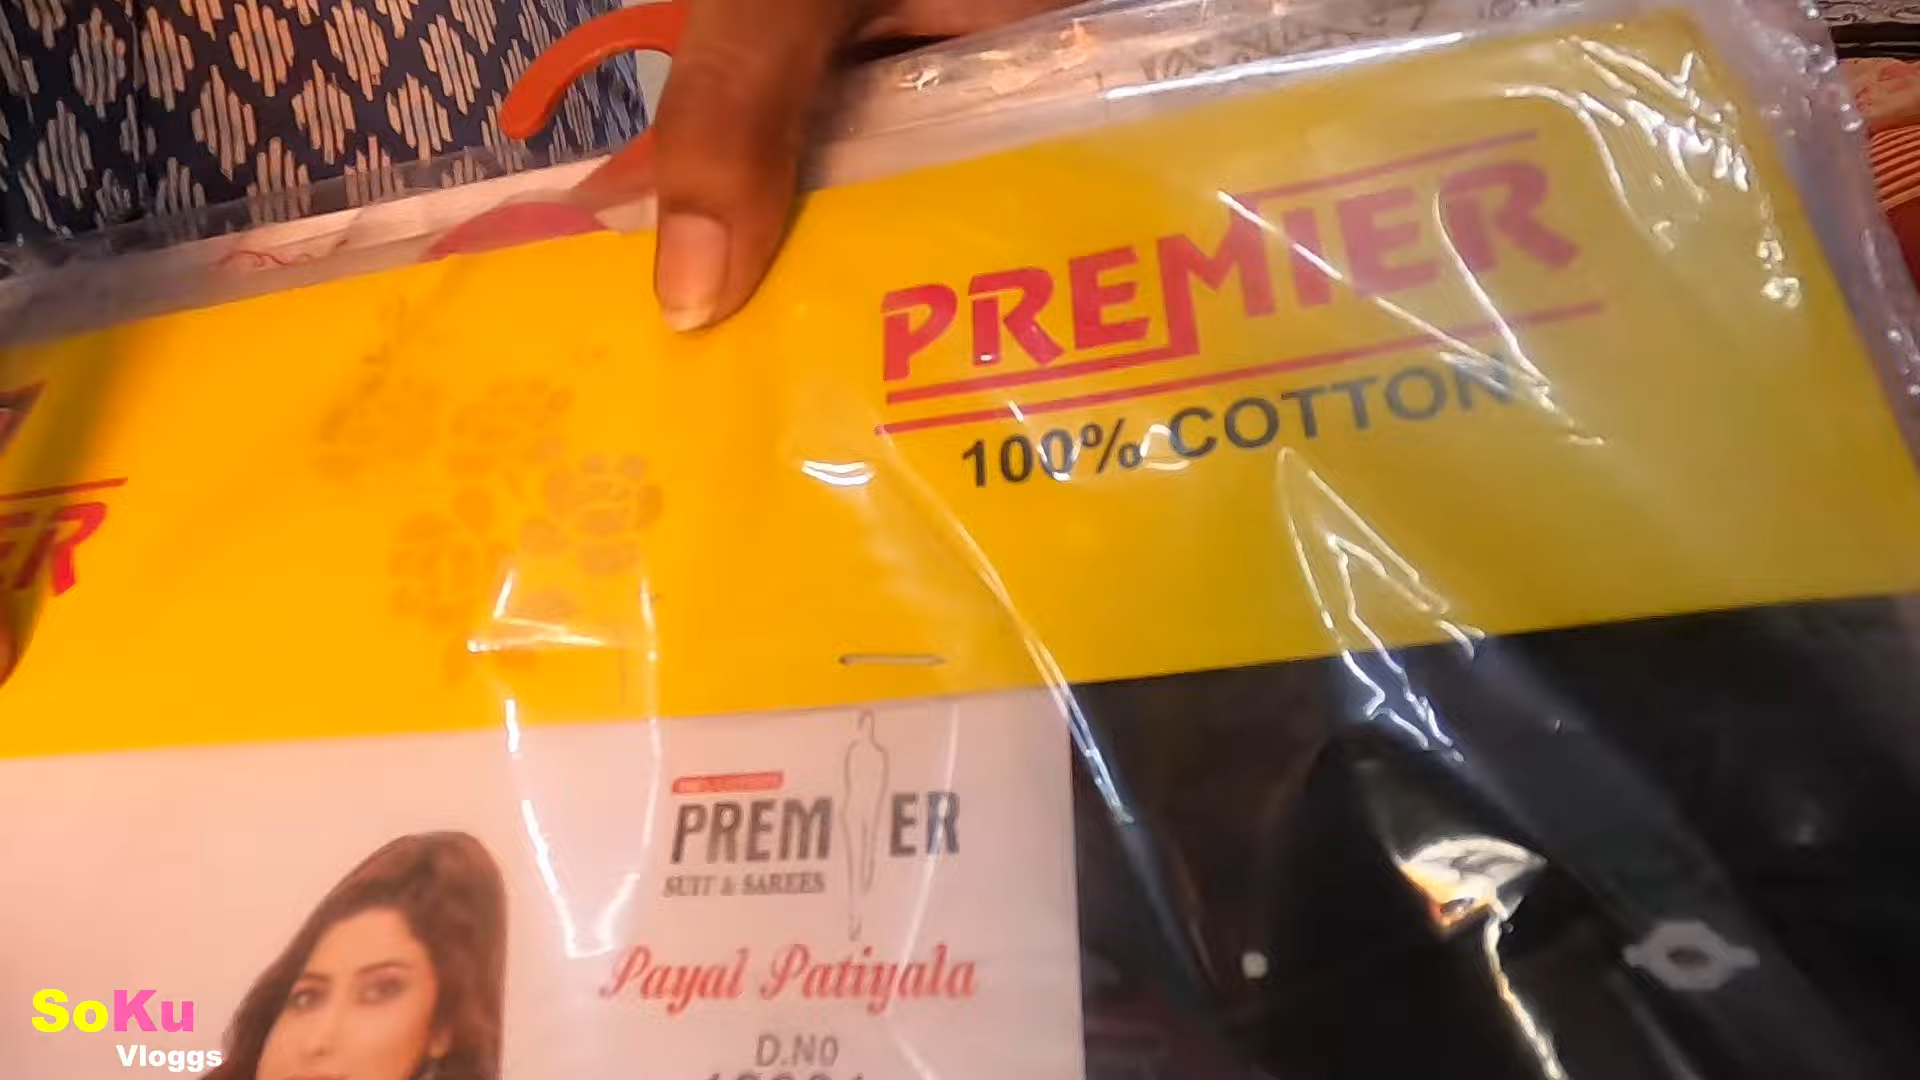 PREMIER
100% COTTON
ER
PREMIER
SUIT & SAREES
Payal Patiyala
D.NO
SoKu
Vloggs